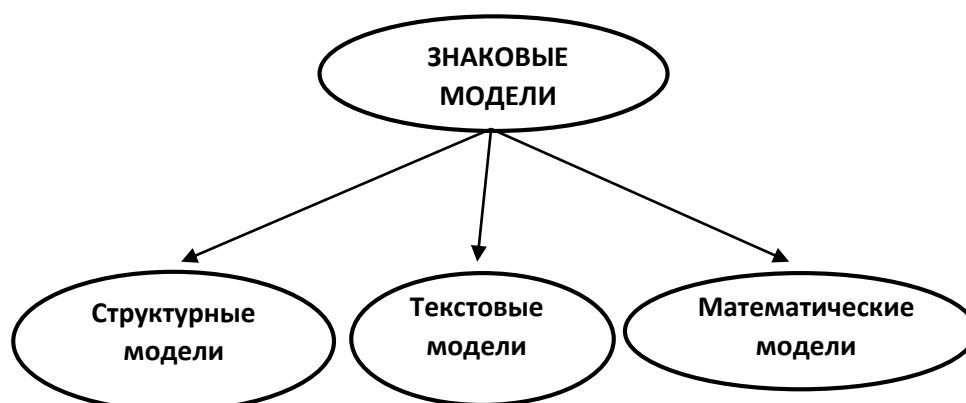 ЗНАКОВЫЕ
МОДЕЛИ
Структурные
модели
Текстовые
модели
Математические
модели